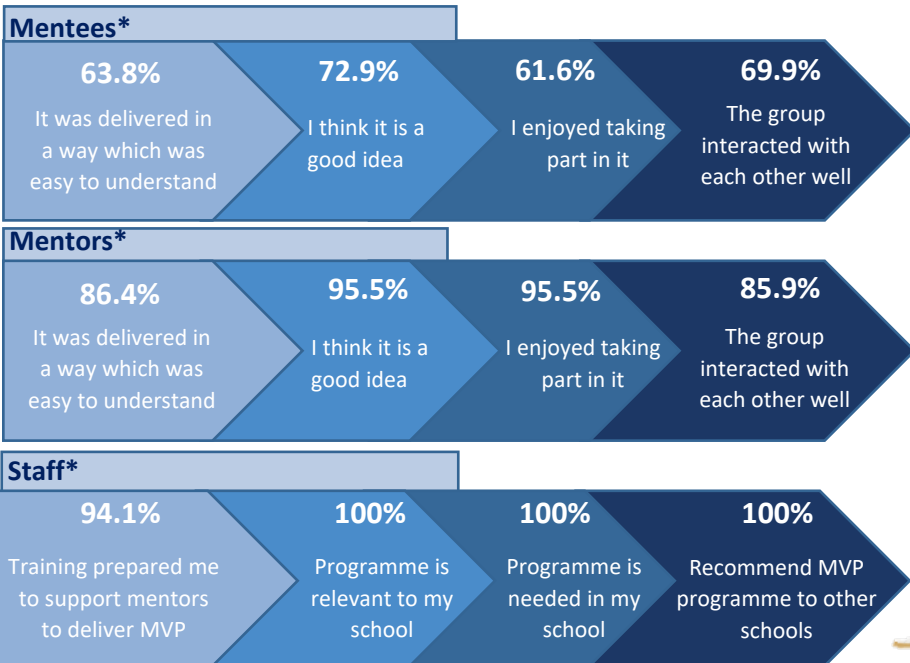 Mentees*
63.8%
It was delivered in
a way which was
easy to understand
72.9%
I think it is a
good idea
61.6%
I enjoyed taking
part in it
69.9%
The group
interacted with
each other well
Mentors*
86.4%
It was delivered in
a way which was
easy to understand
95.5%
I think it is a
good idea
95.5%
I enjoyed taking
part in it
85.9%
The group
interacted with
each other well
Staff*
94.1%
Training prepared me
to support mentors
to deliver MVP
100%
Programme is
relevant to my
school
100%
Programme is
needed in my
school
100%
Recommend MVP
programme to other
schools